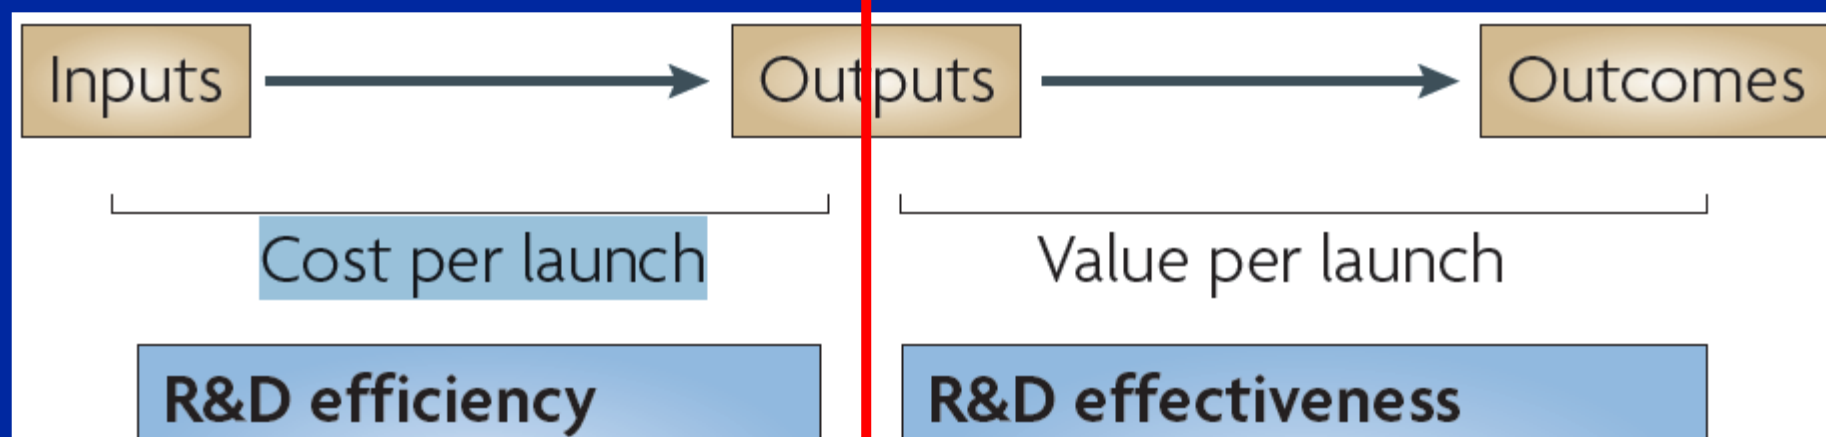 Inputs
Outputs
Outcomes
Cost per launch
Value per launch
R&D efficiency
R&D effectiveness